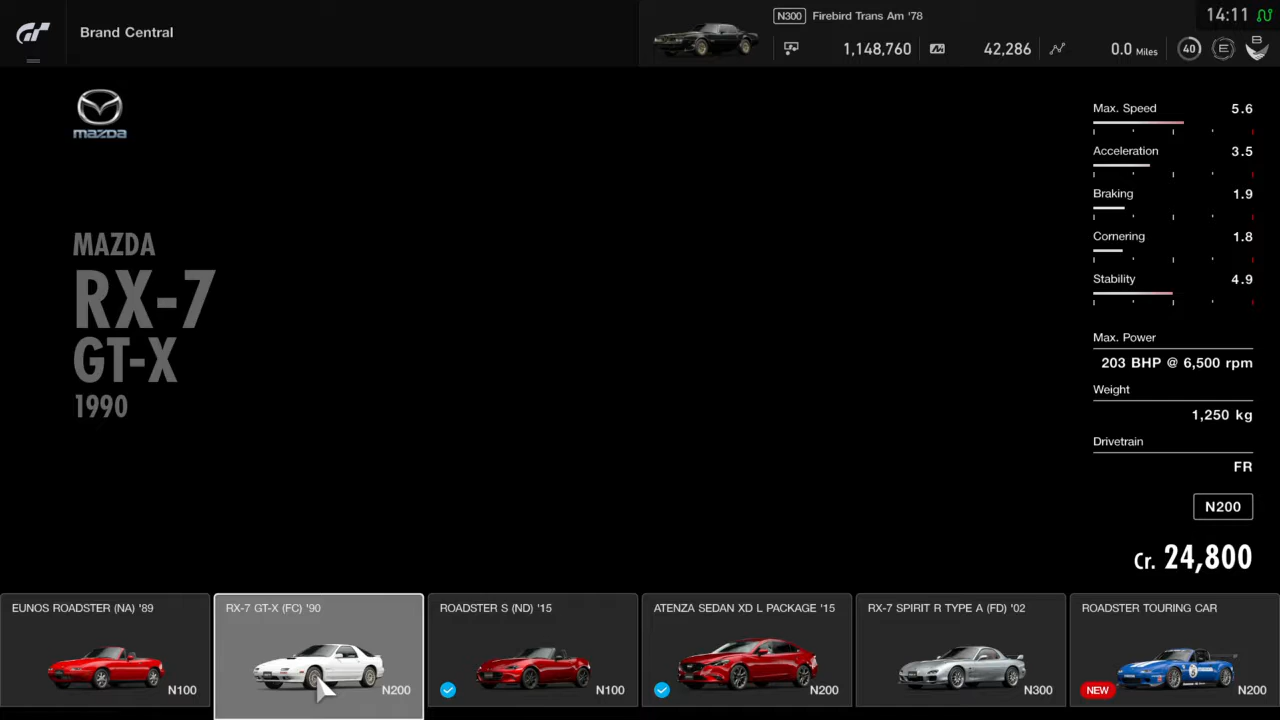 Brand Central
N300 Firebird Trans Am '78
14:11
1,148,760
42,286
0.0 Miles
40
E
B
mazda
MAZDA
RX-7
GT-X
1990
Max. Speed 5.6
Acceleration 3.5
Braking 1.9
Cornering 1.8
Stability 4.9
Max. Power
203 BHP @ 6,500 rpm
Weight
1,250 kg
Drivetrain
FR
N200
Cr. 24,800
EUNOS ROADSTER (NA) '89
N100
RX-7 GT-X (FC) '90
N200
ROADSTER S (ND) '15
N100
ATENZA SEDAN XD L PACKAGE '15
N200
RX-7 SPIRIT R TYPE A (FD) '02
N300
ROADSTER TOURING CAR
NEW
N200